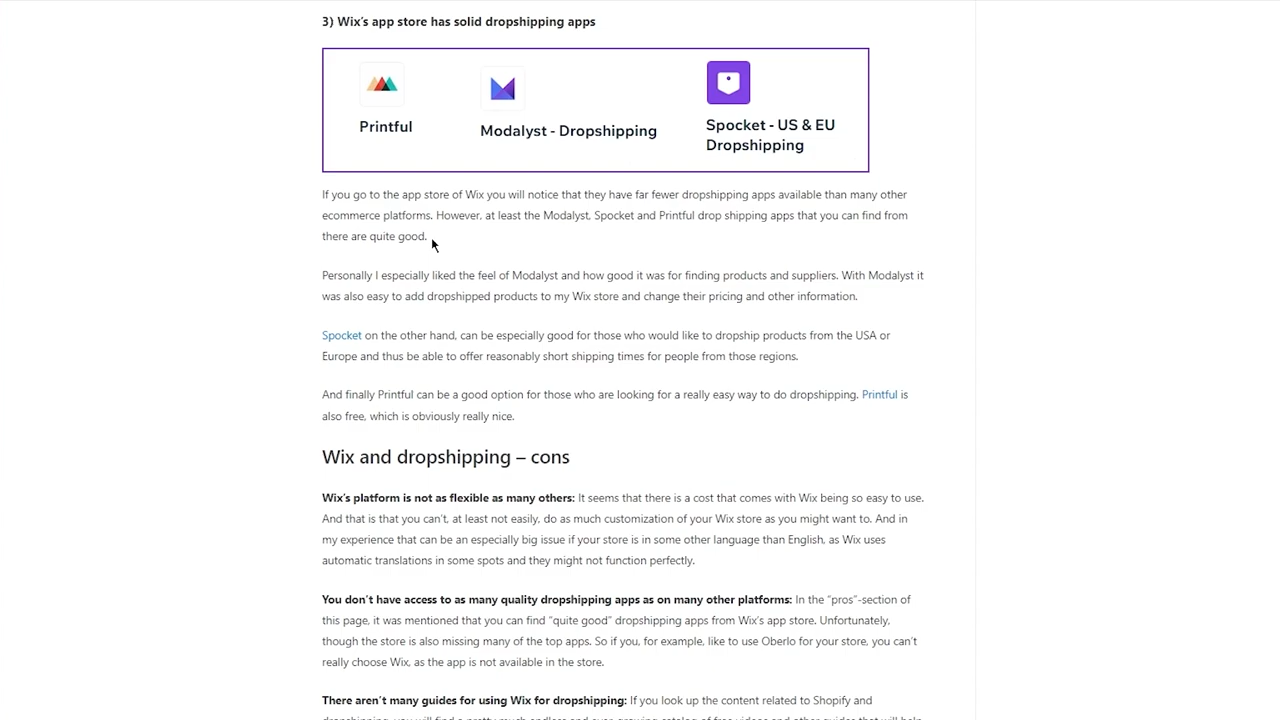 3) Wix's app store has solid dropshipping apps
Printful
Modalyst - Dropshipping
Spocket - US & EU
Dropshipping
If you go to the app store of Wix you will notice that they have far fewer dropshipping apps available than many other
ecommerce platforms. However, at least the Modalyst, Spocket and Printful drop shipping apps that you can find from
there are quite good.
Personally I especially liked the feel of Modalyst and how good it was for finding products and suppliers. With Modalyst it
was also easy to add dropshipped products to my Wix store and change their pricing and other information.
Spocket on the other hand, can be especially good for those who would like to dropship products from the USA or
Europe and thus be able to offer reasonably short shipping times for people from those regions.
And finally Printful can be a good option for those who are looking for a really easy way to do dropshipping. Printful is
also free, which is obviously really nice.
Wix and dropshipping – cons
Wix's platform is not as flexible as many others: It seems that there is a cost that comes with Wix being so easy to use.
And that is that you can't, at least not easily, do as much customization of your Wix store as you might want to. And in
my experience that can be an especially big issue if your store is in some other language than English, as Wix uses
automatic translations in some spots and they might not function perfectly.
You don't have access to as many quality dropshipping apps as on many other platforms: In the "pros"-section of
this page, it was mentioned that you can find "quite good" dropshipping apps from Wix's app store. Unfortunately,
though the store is also missing many of the top apps. So if you, for example, like to use Oberlo for your store, you can't
really choose Wix, as the app is not available in the store.
There aren't many guides for using Wix for dropshipping: If you look up the content related to Shopify and